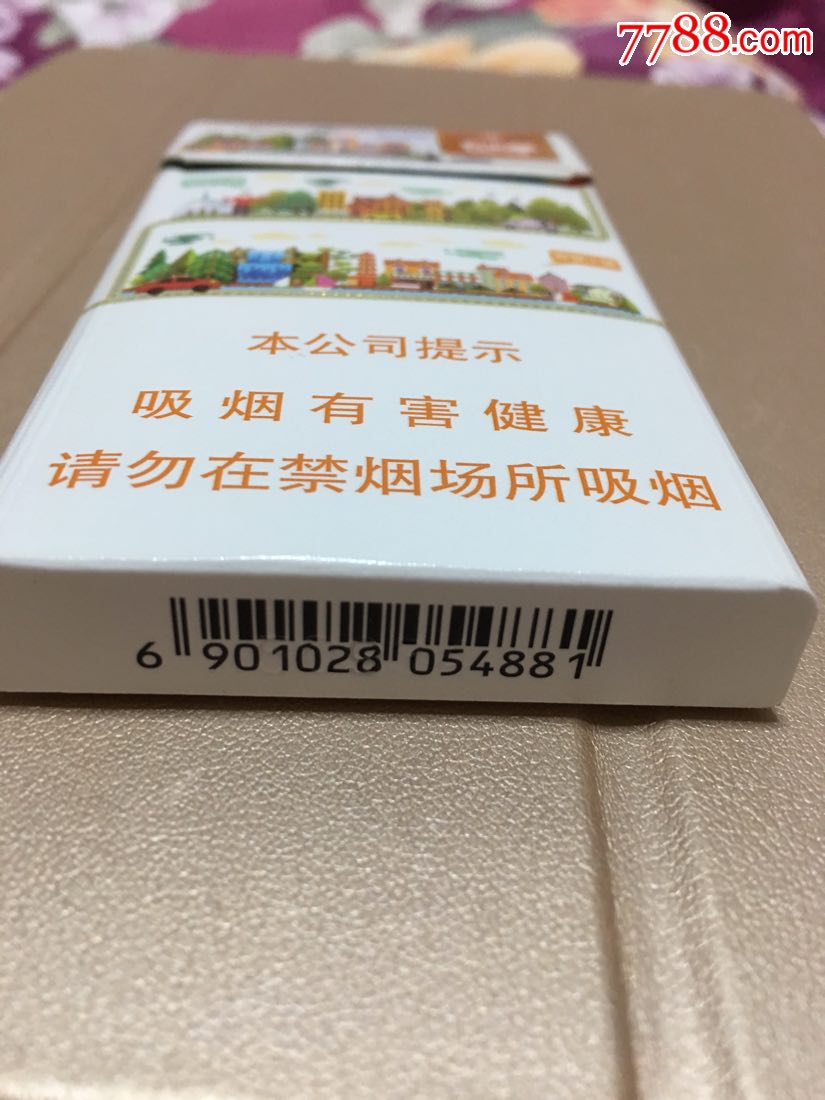 7788.com
本公司提示
吸烟有害健康
请勿在禁烟场所吸烟
6 901028 054881